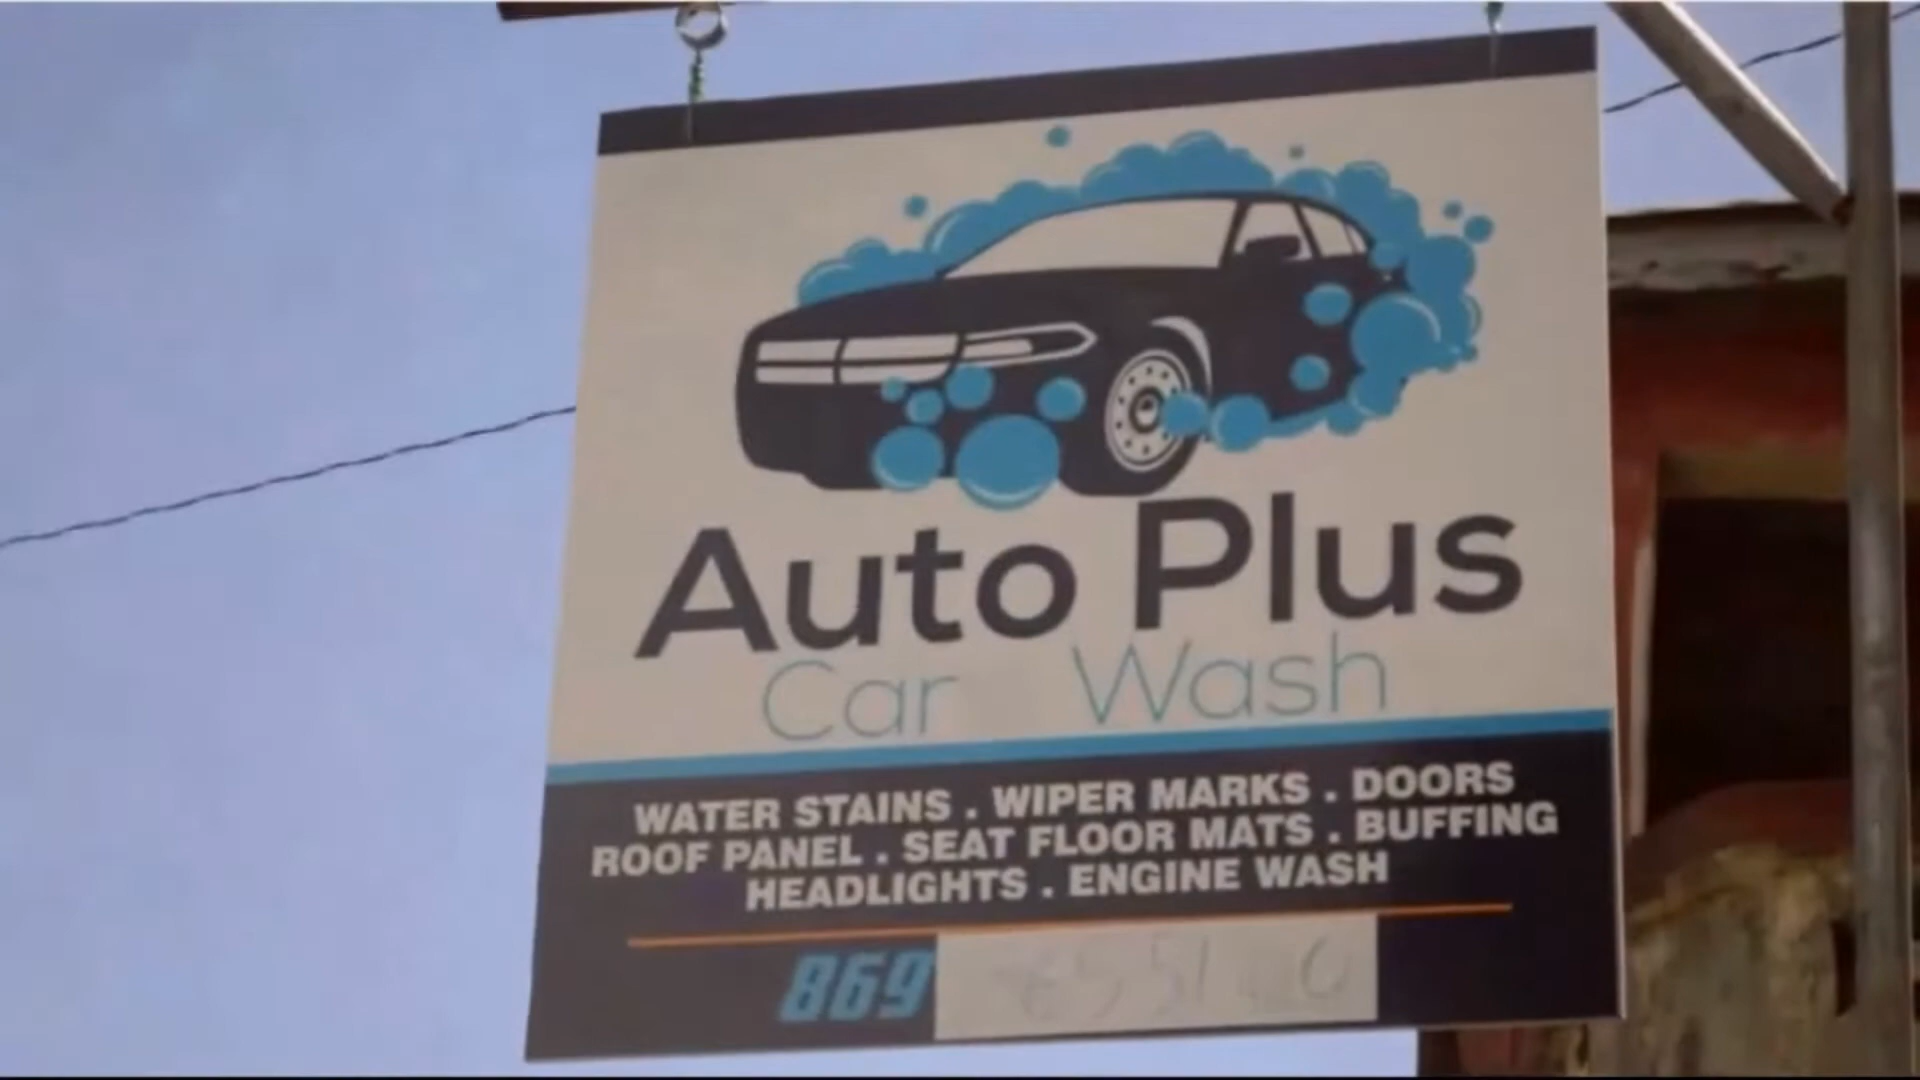 Auto Plus
Car Wash
WATER STAINS . WIPER MARKS . DOORS
ROOF PANEL . SEAT FLOOR MATS . BUFFING
HEADLIGHTS . ENGINE WASH
869